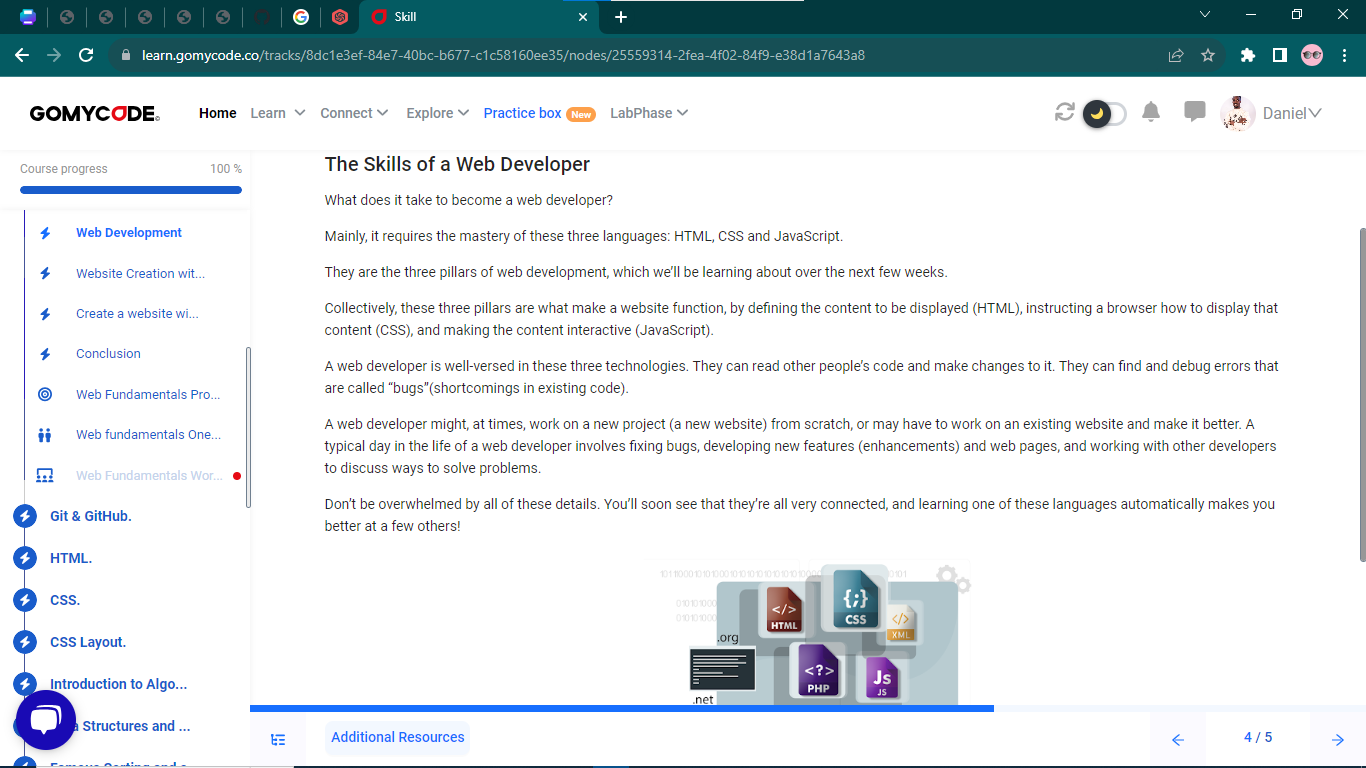 Skill
learn.gomycode.co/tracks/8dc1e3ef-84e7-40bc-b677-c1c58160ee35/nodes/25559314-2fea-4f02-84f9-e38d1a7643a8
GOMYCODE
Home Learn Connect Explore Practice box New LabPhase Daniel
Course progress 100 %
Web Development
Website Creation wit...
Create a website wi...
Conclusion
Web Fundamentals Pro...
Web fundamentals One...
Web Fundamentals Wor...
Git & GitHub.
HTML.
CSS.
CSS Layout.
Introduction to Algo...
a Structures and ...
The Skills of a Web Developer
What does it take to become a web developer?
Mainly, it requires the mastery of these three languages: HTML, CSS and JavaScript.
They are the three pillars of web development, which we’ll be learning about over the next few weeks.
Collectively, these three pillars are what make a website function, by defining the content to be displayed (HTML), instructing a browser how to display that
content (CSS), and making the content interactive (JavaScript).
A web developer is well-versed in these three technologies. They can read other people’s code and make changes to it. They can find and debug errors that
are called “bugs”(shortcomings in existing code).
A web developer might, at times, work on a new project (a new website) from scratch, or may have to work on an existing website and make it better. A
typical day in the life of a web developer involves fixing bugs, developing new features (enhancements) and web pages, and working with other developers
to discuss ways to solve problems.
Don’t be overwhelmed by all of these details. You’ll soon see that they’re all very connected, and learning one of these languages automatically makes you
better at a few others!
</> HTML
{;} CSS
</> XML
.org
<?> PHP
Js JS
.net
Additional Resources
4 / 5